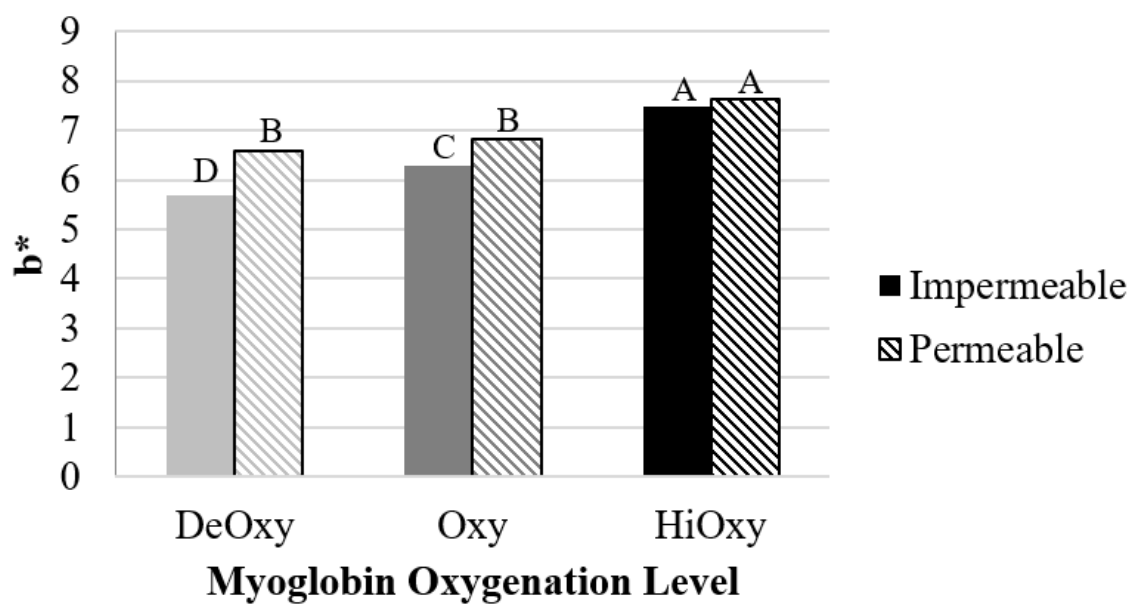 9
8
7
6
5
4
3
2
1
0
b*
D
B
C
B
A
A
DeOxy
Oxy
HiOxy
Myoglobin Oxygenation Level
Impermeable
Permeable